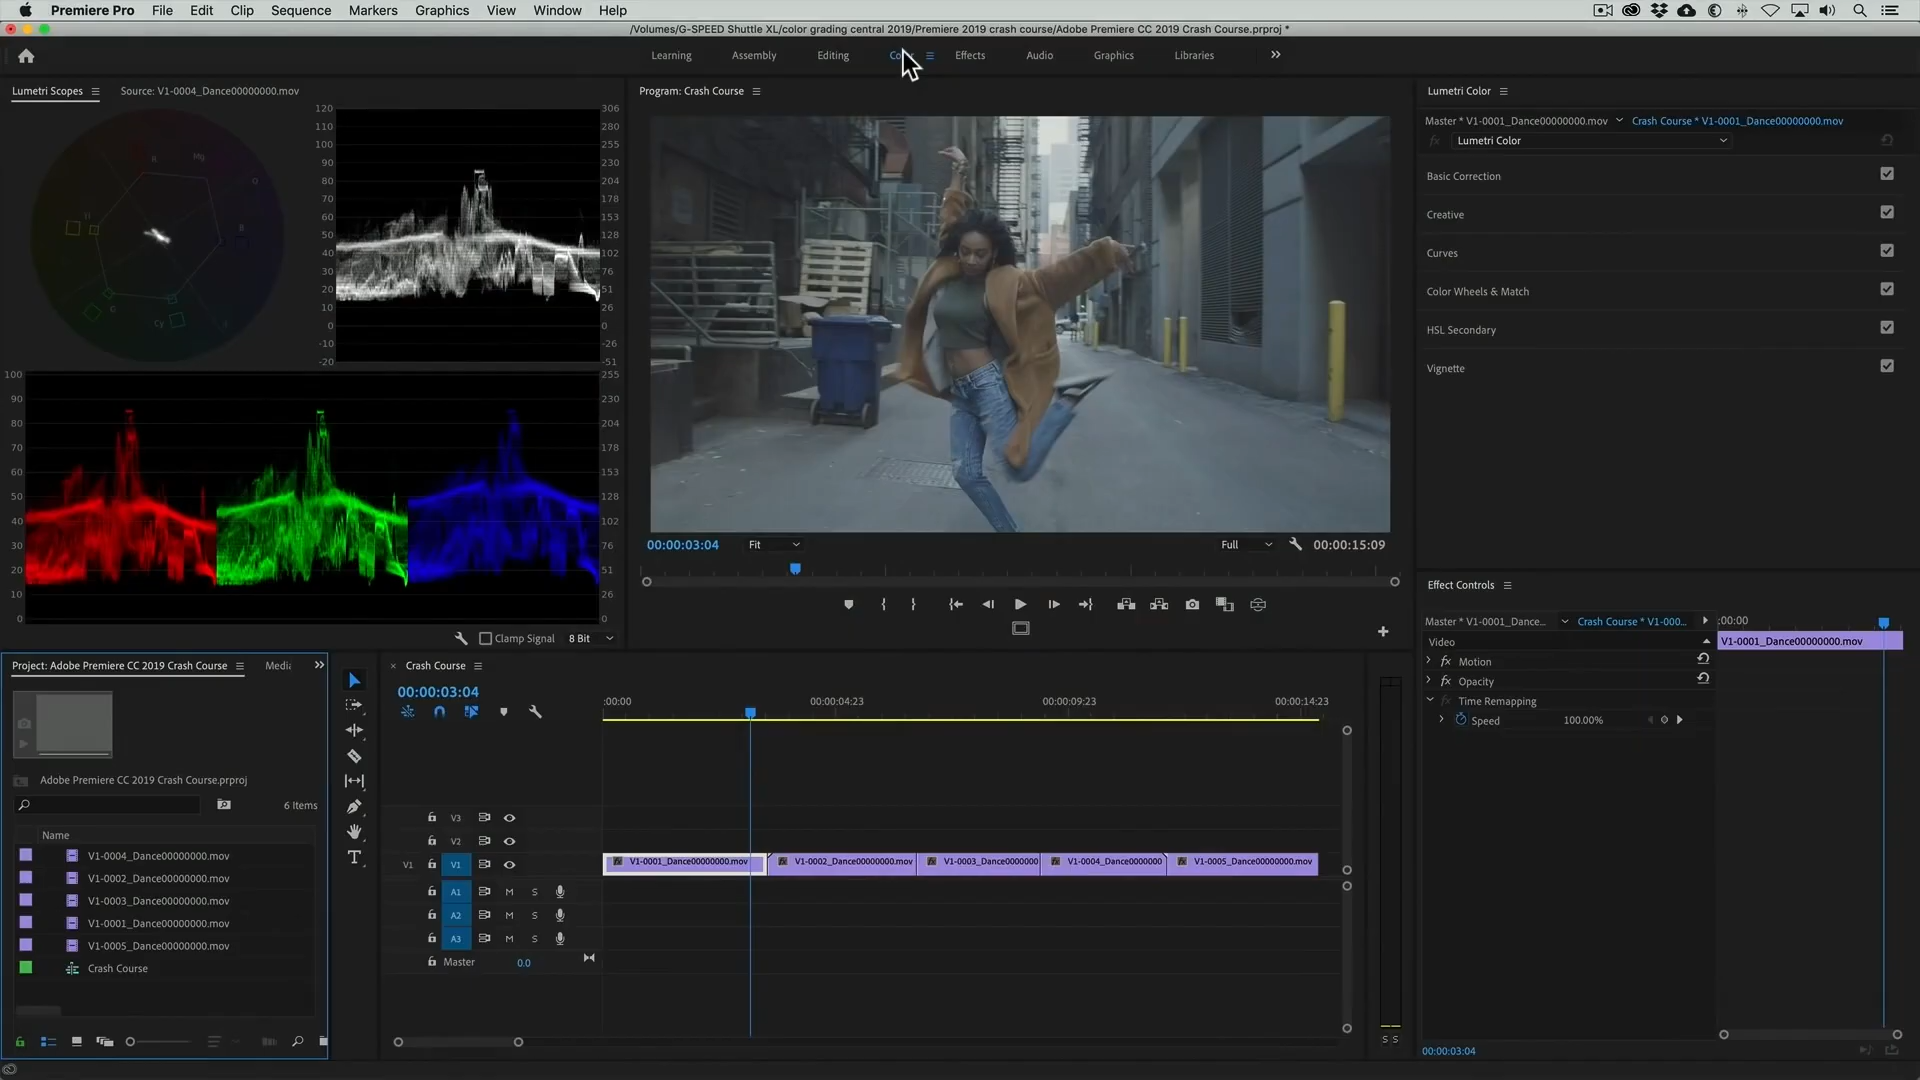 Premiere Pro File Edit Clip Sequence Markers Graphics View Window Help
/Volumes/G-SPEED Shuttle XL/color grading central 2019/Premiere 2019 crash course/Adobe Premiere CC 2019 Crash Course.prproj *
Learning Assembly Editing Effects Audio Graphics Libraries
Lumetri Scopes Source: V1-0004_Dance00000000.mov
Program: Crash Course
Lumetri Color
Master * V1-0001_Dance00000000.mov Crash Course * V1-0001_Dance00000000.mov
fx Lumetri Color
Basic Correction
Creative
Curves
Color Wheels & Match
HSL Secondary
Vignette
R Mg B Cy
120 306
110 280
100 255
90 230
80 204
70 178
60 153
50 128
40 102
30 76
20 51
10 26
0 0
-10 -26
-20 -51
100 255
90 230
80 204
70 178
60 153
50 128
40 102
30 76
20 51
10 26
0 0
Clamp Signal 8 Bit
00:00:03:04 Fit Full 00:00:15:09
Effect Controls
Master * V1-0001_Dance... Crash Course * V1-000... :00:00
Video V1-0001_Dance00000000.mov
fx Motion
fx Opacity
fx Time Remapping
Speed 100.00%
00:00:03:04
Project: Adobe Premiere CC 2019 Crash Course Media
Adobe Premiere CC 2019 Crash Course.prproj
6 Items
Name
V1-0004_Dance00000000.mov
V1-0002_Dance00000000.mov
V1-0003_Dance00000000.mov
V1-0001_Dance00000000.mov
V1-0005_Dance00000000.mov
Crash Course
Crash Course
00:00:03:04
:00:00 00:00:04:23 00:00:09:23 00:00:14:23
V3
V2
V1 V1 fx V1-0001_Dance00000000.mov fx V1-0002_Dance00000000.mov fx V1-0003_Dance00000000 fx V1-0004_Dance00000000 fx V1-0005_Dance00000000.mov
A1 M S
A2 M S
A3 M S
Master 0.0
S S